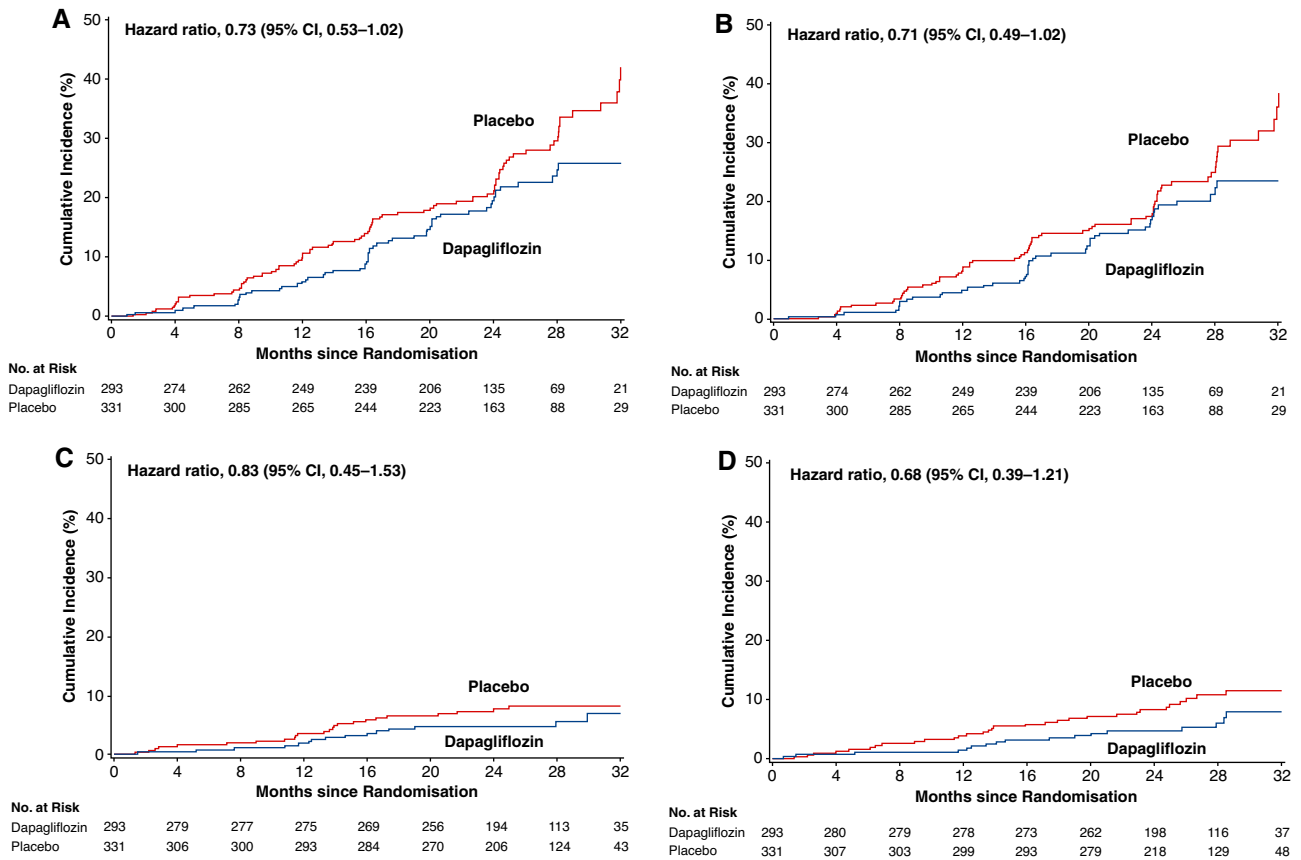 A
Hazard ratio, 0.73 (95% CI, 0.53–1.02)
Cumulative Incidence (%)
50
40
30
20
10
0
Placebo
Dapagliflozin
0 4 8 12 16 20 24 28 32
Months since Randomisation
No. at Risk
Dapagliflozin 293 274 262 249 239 206 135 69 21
Placebo 331 300 285 265 244 223 163 88 29
B
Hazard ratio, 0.71 (95% CI, 0.49–1.02)
Cumulative Incidence (%)
50
40
30
20
10
0
Placebo
Dapagliflozin
0 4 8 12 16 20 24 28 32
Months since Randomisation
No. at Risk
Dapagliflozin 293 274 262 249 239 206 135 69 21
Placebo 331 300 285 265 244 223 163 88 29
C
Hazard ratio, 0.83 (95% CI, 0.45–1.53)
Cumulative Incidence (%)
50
40
30
20
10
0
Placebo
Dapagliflozin
0 4 8 12 16 20 24 28 32
Months since Randomisation
No. at Risk
Dapagliflozin 293 279 277 275 269 256 194 113 35
Placebo 331 306 300 293 284 270 206 124 43
D
Hazard ratio, 0.68 (95% CI, 0.39–1.21)
Cumulative Incidence (%)
50
40
30
20
10
0
Placebo
Dapagliflozin
0 4 8 12 16 20 24 28 32
Months since Randomisation
No. at Risk
Dapagliflozin 293 280 279 278 273 262 198 116 37
Placebo 331 307 303 299 293 279 218 129 48